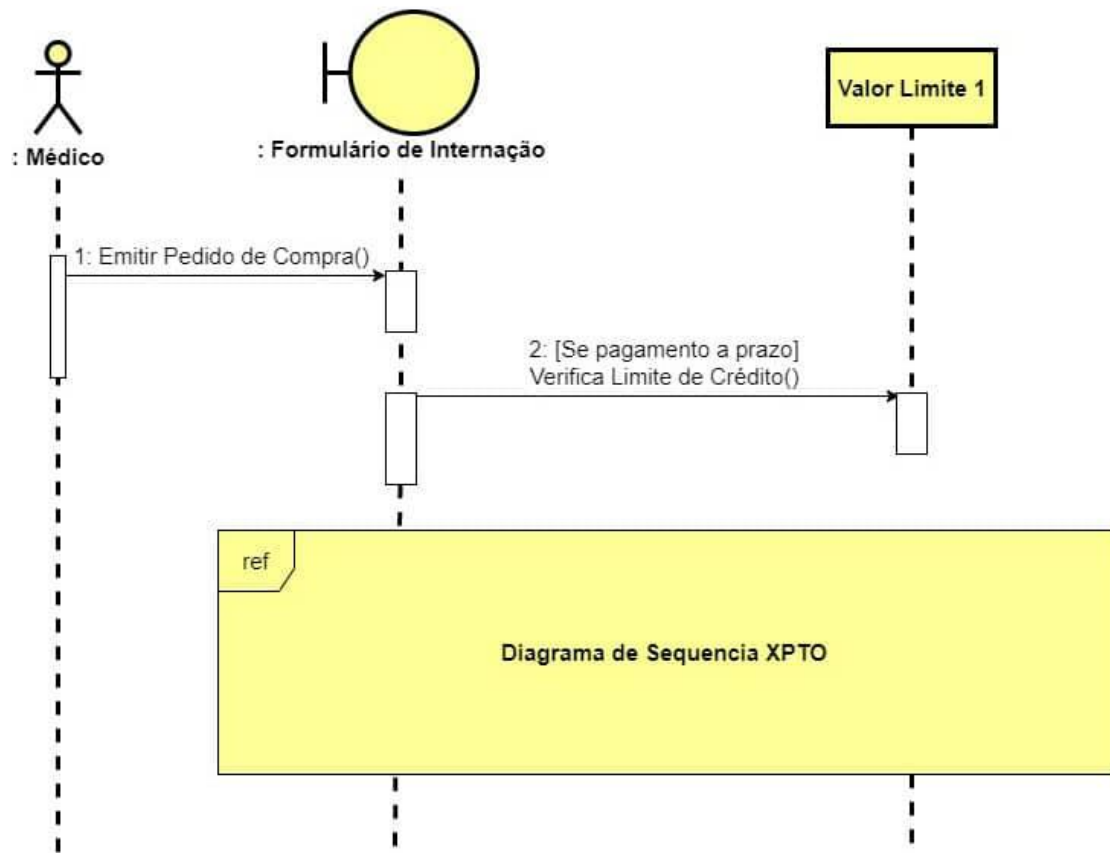 : Médico
: Formulário de Internação
Valor Limite 1
1: Emitir Pedido de Compra()
2: [Se pagamento a prazo]
Verifica Limite de Crédito()
ref
Diagrama de Sequencia XPTO